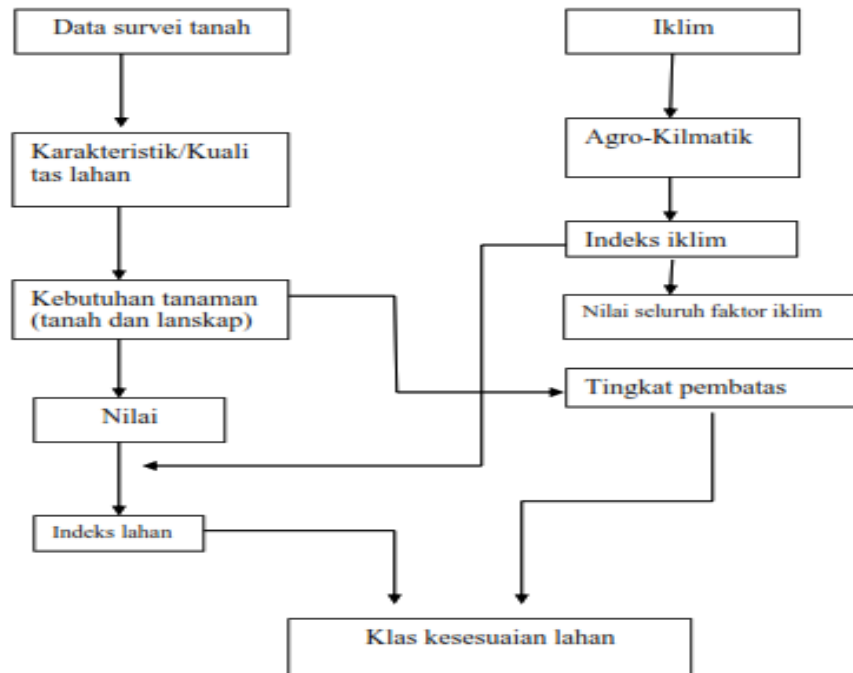 Data survei tanah
Iklim
Karakteristik/Kuali
tas lahan
Agro-Kilmatik
Indeks iklim
Kebutuhan tanaman
(tanah dan lanskap)
Nilai seluruh faktor iklim
Tingkat pembatas
Nilai
Indeks lahan
Klas kesesuaian lahan